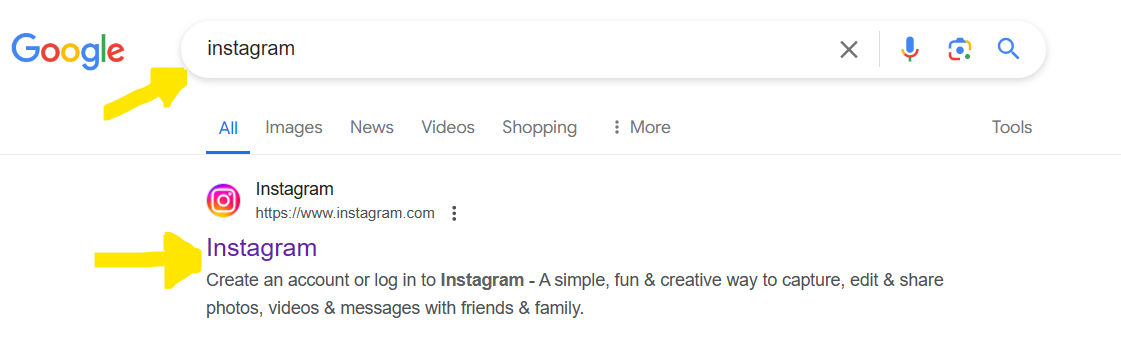 Google
instagram
All Images News Videos Shopping More Tools
Instagram
https://www.instagram.com
Instagram
Create an account or log in to Instagram - A simple, fun & creative way to capture, edit & share
photos, videos & messages with friends & family.